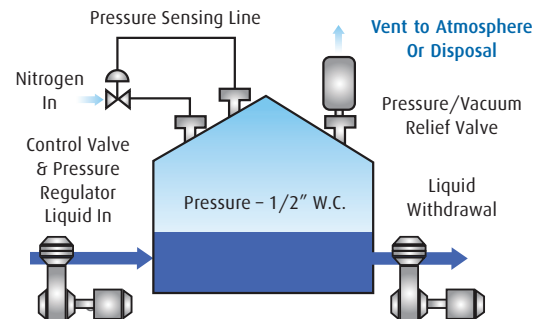 Pressure Sensing Line
Vent to Atmosphere
Or Disposal
Nitrogen
In
Pressure/Vacuum
Relief Valve
Control Valve
& Pressure
Regulator
Liquid In
Pressure – 1/2" W.C.
Liquid
Withdrawal